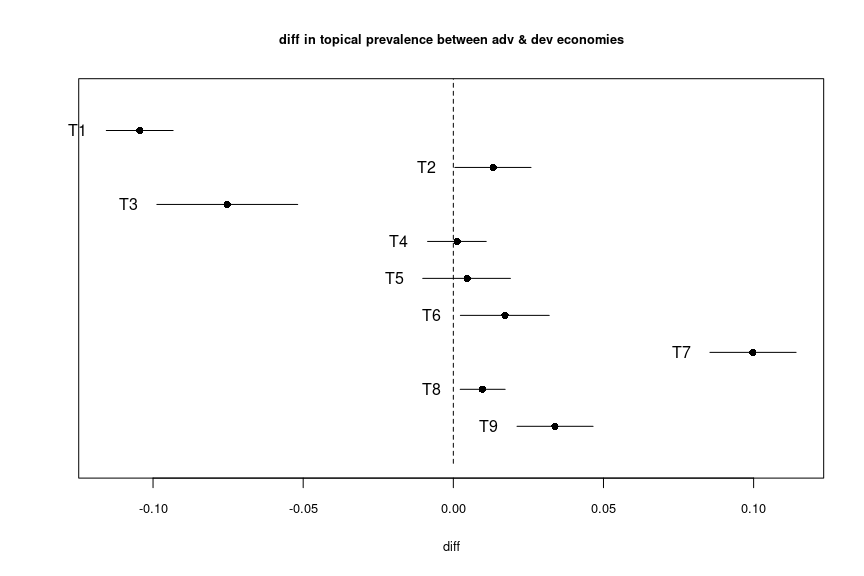 diff in topical prevalence between adv & dev economies
T1
T2
T3
T4
T5
T6
T7
T8
T9
-0.10 -0.05 0.00 0.05 0.10
diff